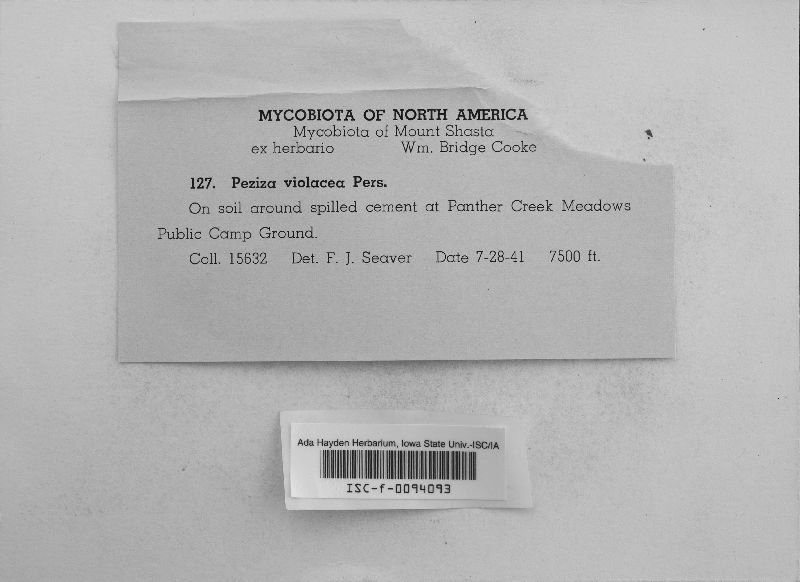 MYCOBIOTA OF NORTH AMERICA
Mycobiota of Mount Shasta
ex herbario Wm. Bridge Cooke
127. Peziza violacea Pers.
On soil around spilled cement at Panther Creek Meadows
Public Camp Ground.
Coll. 15632 Det. F. J. Seaver Date 7-28-41 7500 ft.
Ada Hayden Herbarium, Iowa State Univ.-ISC/IA
ISC-f-0094093